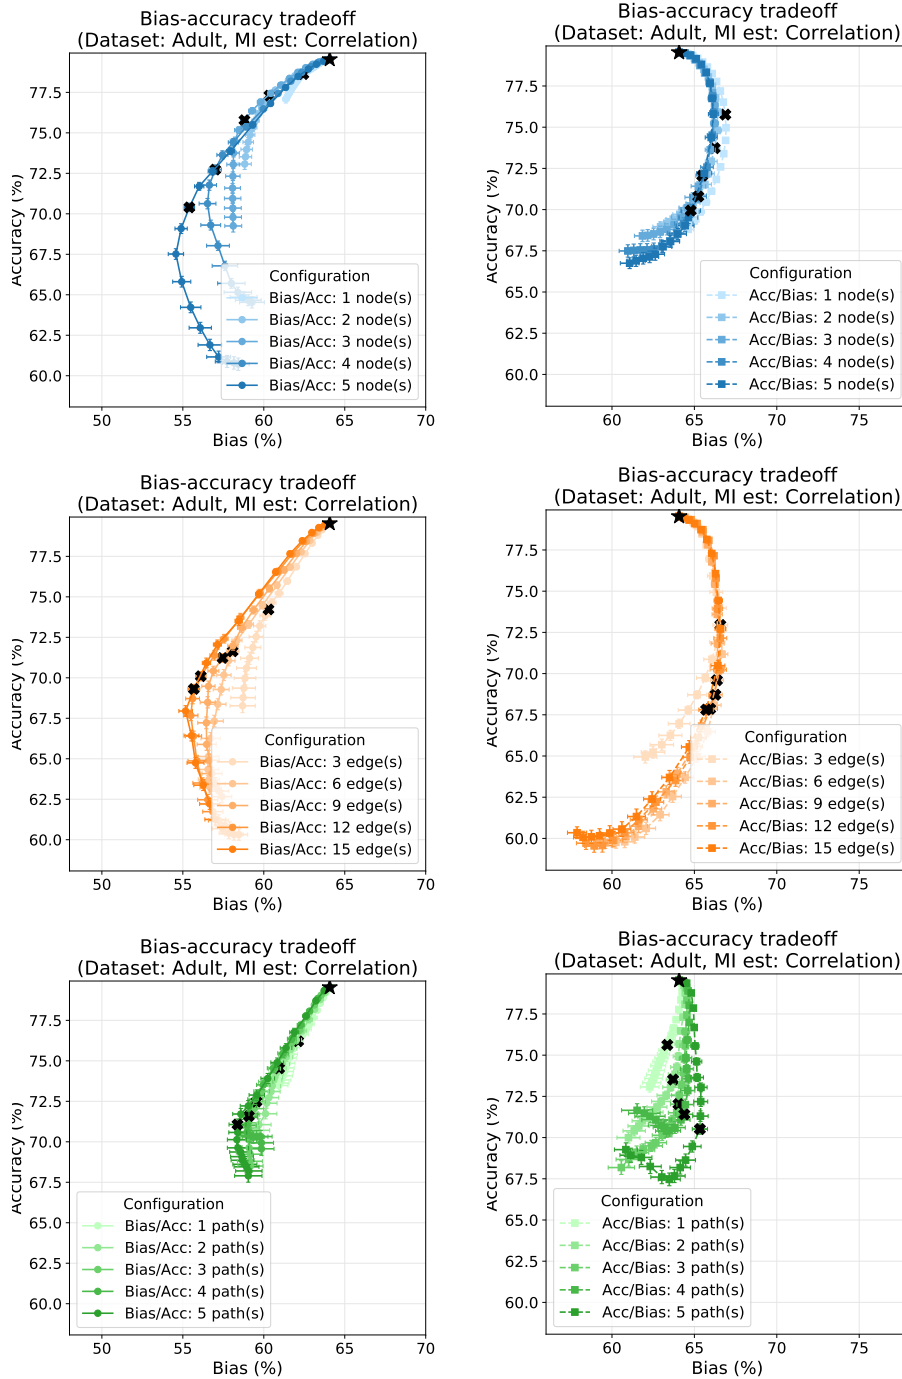 Bias-accuracy tradeoff
(Dataset: Adult, MI est: Correlation)
77.5
75.0
72.5
70.0
67.5
65.0
62.5
60.0
Accuracy (%)
50 55 60 65 70
Bias (%)
Configuration
Bias/Acc: 1 node(s)
Bias/Acc: 2 node(s)
Bias/Acc: 3 node(s)
Bias/Acc: 4 node(s)
Bias/Acc: 5 node(s)
Bias-accuracy tradeoff
(Dataset: Adult, MI est: Correlation)
77.5
75.0
72.5
70.0
67.5
65.0
62.5
60.0
Accuracy (%)
60 65 70 75
Bias (%)
Configuration
Acc/Bias: 1 node(s)
Acc/Bias: 2 node(s)
Acc/Bias: 3 node(s)
Acc/Bias: 4 node(s)
Acc/Bias: 5 node(s)
Bias-accuracy tradeoff
(Dataset: Adult, MI est: Correlation)
77.5
75.0
72.5
70.0
67.5
65.0
62.5
60.0
Accuracy (%)
50 55 60 65 70
Bias (%)
Configuration
Bias/Acc: 3 edge(s)
Bias/Acc: 6 edge(s)
Bias/Acc: 9 edge(s)
Bias/Acc: 12 edge(s)
Bias/Acc: 15 edge(s)
Bias-accuracy tradeoff
(Dataset: Adult, MI est: Correlation)
77.5
75.0
72.5
70.0
67.5
65.0
62.5
60.0
Accuracy (%)
60 65 70 75
Bias (%)
Configuration
Acc/Bias: 3 edge(s)
Acc/Bias: 6 edge(s)
Acc/Bias: 9 edge(s)
Acc/Bias: 12 edge(s)
Acc/Bias: 15 edge(s)
Bias-accuracy tradeoff
(Dataset: Adult, MI est: Correlation)
77.5
75.0
72.5
70.0
67.5
65.0
62.5
60.0
Accuracy (%)
50 55 60 65 70
Bias (%)
Configuration
Bias/Acc: 1 path(s)
Bias/Acc: 2 path(s)
Bias/Acc: 3 path(s)
Bias/Acc: 4 path(s)
Bias/Acc: 5 path(s)
Bias-accuracy tradeoff
(Dataset: Adult, MI est: Correlation)
77.5
75.0
72.5
70.0
67.5
65.0
62.5
60.0
Accuracy (%)
60 65 70 75
Bias (%)
Configuration
Acc/Bias: 1 path(s)
Acc/Bias: 2 path(s)
Acc/Bias: 3 path(s)
Acc/Bias: 4 path(s)
Acc/Bias: 5 path(s)